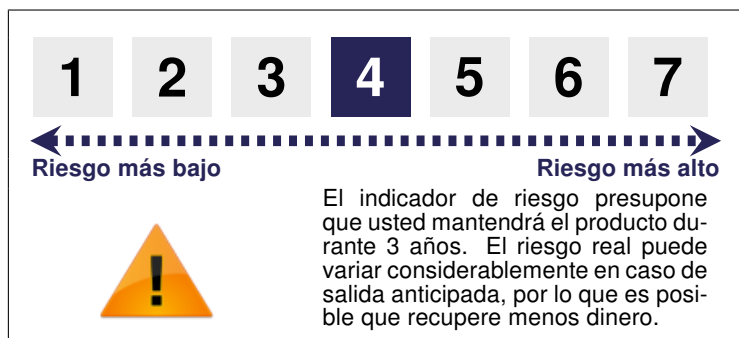 1 2 3 4 5 6 7
Riesgo más bajo Riesgo más alto
El indicador de riesgo presupone
que usted mantendrá el producto du-
rante 3 años. El riesgo real puede
variar considerablemente en caso de
salida anticipada, por lo que es posi-
ble que recupere menos dinero.